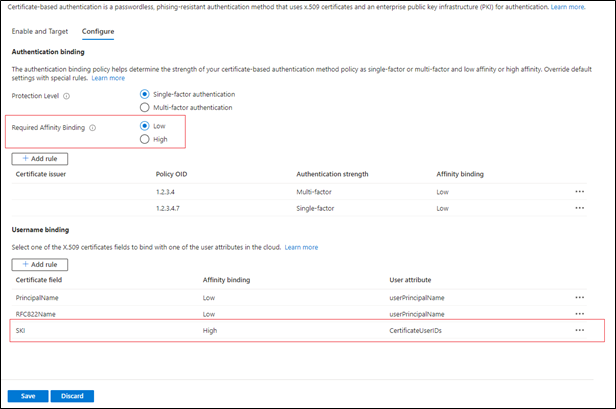 Certificate-based authentication is a passwordless, phising-resistant authentication method that uses x.509 certificates and an enterprise public key infrastructure (PKI) for authentication. Learn more.
Enable and Target Configure
Authentication binding
The authentication binding policy helps determine the strength of your certificate-based authentication method policy as single-factor or multi-factor and low affinity or high affinity. Override default
settings with special rules. Learn more
Protection Level Single-factor authentication
Multi-factor authentication
Required Affinity Binding Low
High
+ Add rule
Certificate issuer Policy OID Authentication strength Affinity binding
1.2.3.4 Multi-factor Low
1.2.3.4.7 Single-factor Low
Username binding
Select one of the X.509 certificates fields to bind with one of the user attributes in the cloud. Learn more
+ Add rule
Certificate field Affinity binding User attribute
PrincipalName Low userPrincipalName
RFC822Name Low userPrincipalName
SKI High CertificateUserIDs
Save Discard